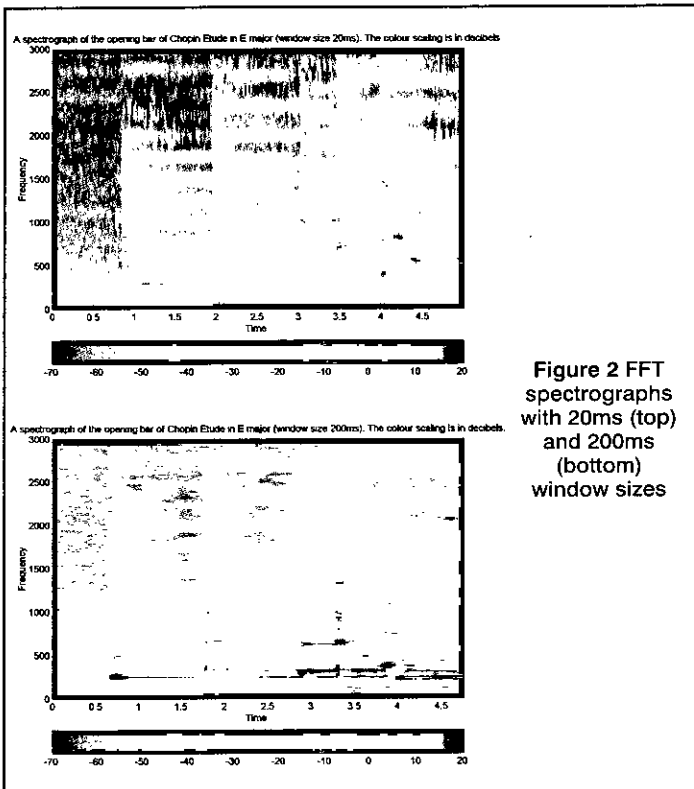 A spectrograph of the opening bar of Chopin Etude in E major (window size 20ms). The colour scaling is in decibels
3000
2500
2000
1500
1000
500
0
Frequency
0 0.5 1 1.5 2 2.5 3 3.5 4 4.5
Time
-70 -60 -50 -40 -30 -20 -10 0 10 20
Figure 2 FFT
spectrographs
with 20ms (top)
and 200ms
(bottom)
window sizes
A spectrograph of the opening bar of Chopin Etude in E major (window size 200ms). The colour scaling is in decibels.
3000
2500
2000
1500
1000
500
0
Frequency
0 0.5 1 1.5 2 2.5 3 3.5 4 4.5
Time
-70 -60 -50 -40 -30 -20 -10 0 10 20